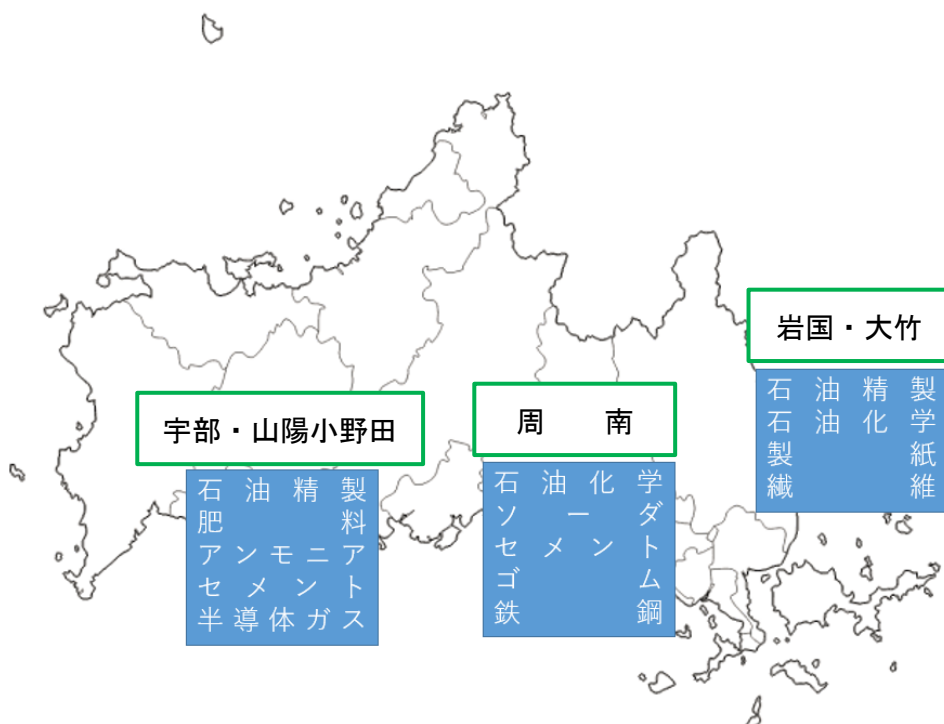 宇部・山陽小野田
石油精製
肥料
アンモニア
セメント
半導体ガス
周南
石油化学
ソーダ
セメント
ゴム
鉄鋼
岩国・大竹
石油精製
石油化学
製紙
繊維